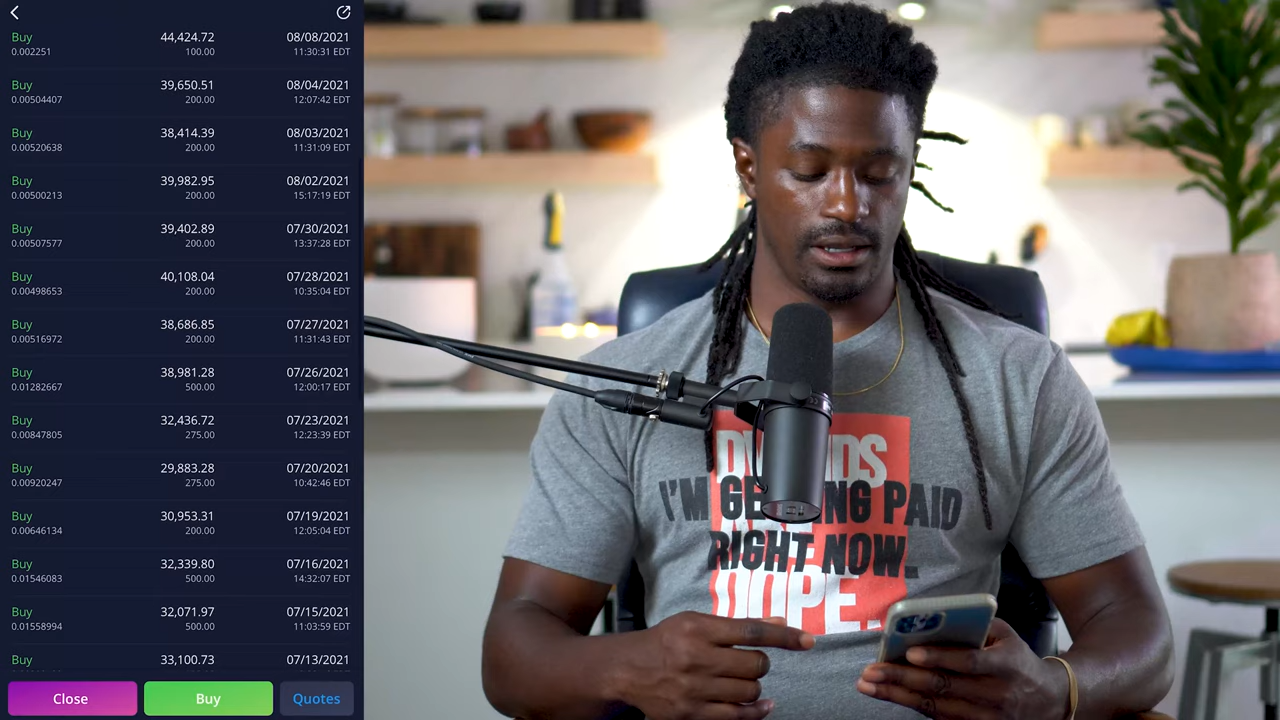 Buy 44,424.72 08/08/2021
0.002251 100.00 11:30:31 EDT
Buy 39,650.51 08/04/2021
0.00504407 200.00 12:07:42 EDT
Buy 38,414.39 08/03/2021
0.00520638 200.00 11:31:09 EDT
Buy 39,982.95 08/02/2021
0.00500213 200.00 15:17:19 EDT
Buy 39,402.89 07/30/2021
0.00507577 200.00 13:37:28 EDT
Buy 40,108.04 07/28/2021
0.00498653 200.00 10:35:04 EDT
Buy 38,686.85 07/27/2021
0.00516972 200.00 11:31:43 EDT
Buy 38,981.28 07/26/2021
0.01282667 500.00 12:00:17 EDT
Buy 32,436.72 07/23/2021
0.00847805 275.00 12:23:39 EDT
Buy 29,883.28 07/20/2021
0.00920247 275.00 10:42:46 EDT
Buy 30,953.31 07/19/2021
0.00646134 200.00 12:05:04 EDT
Buy 32,339.80 07/16/2021
0.01546083 500.00 14:32:07 EDT
Buy 32,071.97 07/15/2021
0.01558994 500.00 11:03:59 EDT
Buy 33,100.73 07/13/2021
Close Buy Quotes
I'M PAID
RIGHT NOW.
DOPE.